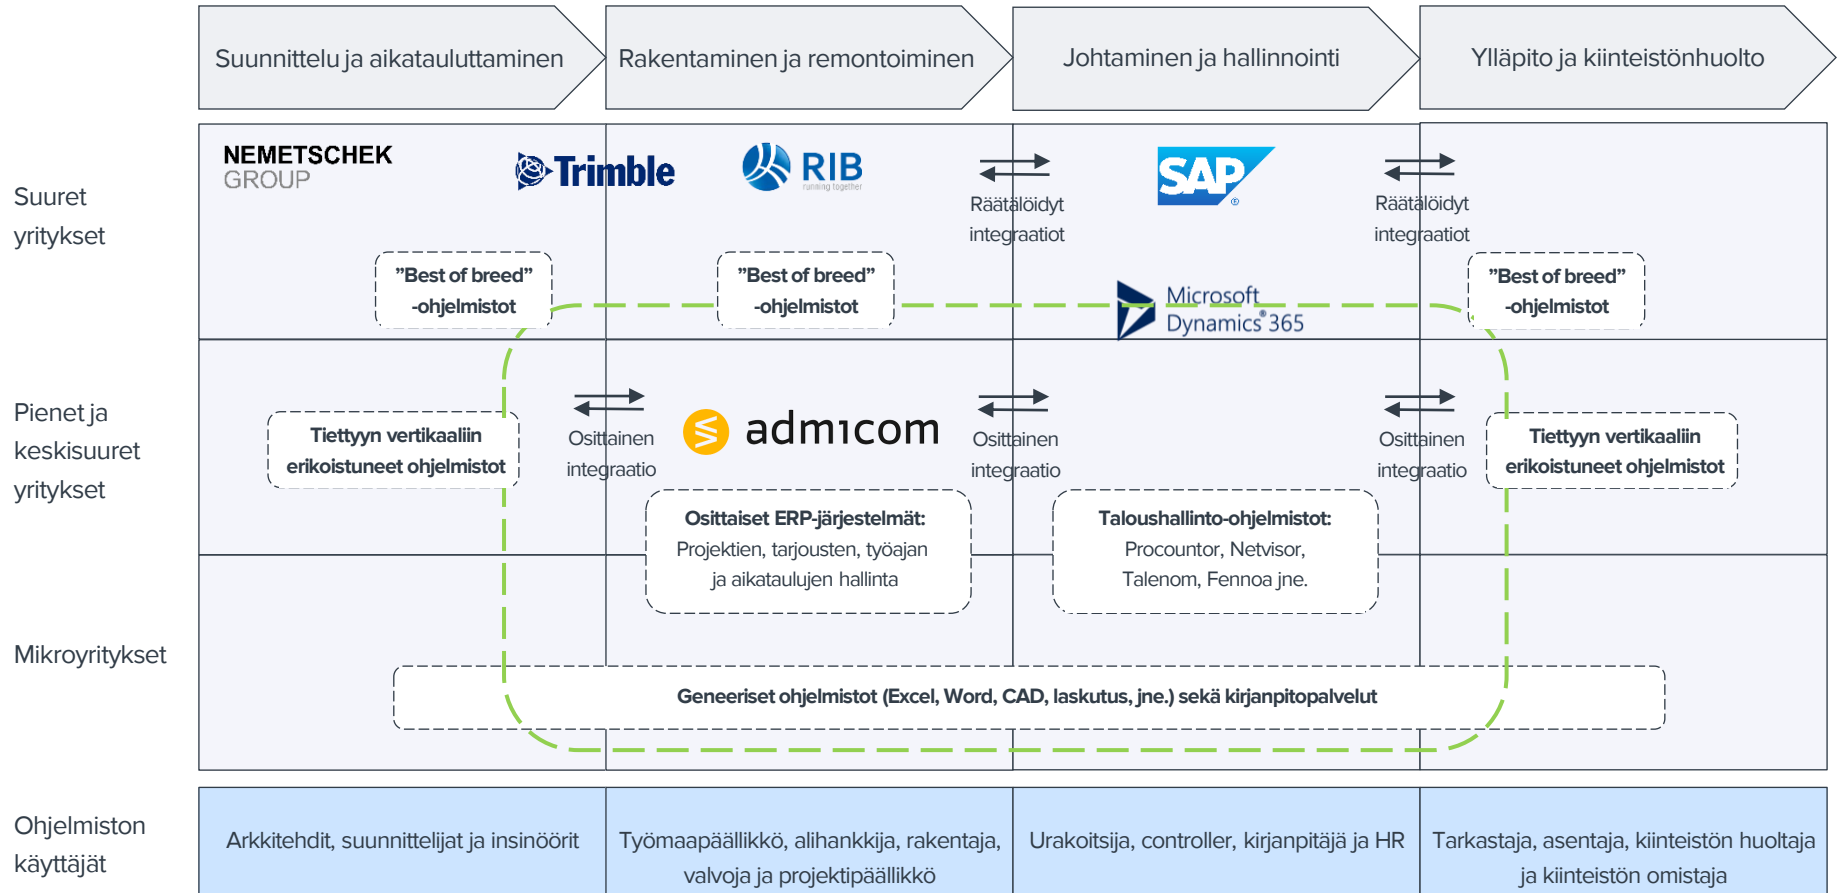 Suunnittelu ja aikatauluttaminen
Rakentaminen ja remontoiminen
Johtaminen ja hallinnointi
Ylläpito ja kiinteistönhuolto
Suuret
yritykset
NEMETSCHEK
GROUP
Trimble
RIB
running together
Räätälöidyt
integraatiot
SAP
®
Räätälöidyt
integraatiot
”Best of breed”
-ohjelmistot
”Best of breed”
-ohjelmistot
Microsoft
Dynamics® 365
”Best of breed”
-ohjelmistot
Pienet ja
keskisuuret
yritykset
Tiettyyn vertikaaliin
erikoistuneet ohjelmistot
Osittainen
integraatio
admicom
Osittainen
integraatio
Osittainen
integraatio
Tiettyyn vertikaaliin
erikoistuneet ohjelmistot
Osittaiset ERP-järjestelmät:
Projektien, tarjousten, työajan
ja aikataulujen hallinta
Taloushallinto-ohjelmistot:
Procountor, Netvisor,
Talenom, Fennoa jne.
Mikroyritykset
Geneeriset ohjelmistot (Excel, Word, CAD, laskutus, jne.) sekä kirjanpitopalvelut
Ohjelmiston
käyttäjät
Arkkitehdit, suunnittelijat ja insinöörit
Työmaapäällikkö, alihankkija, rakentaja,
valvoja ja projektipäällikkö
Urakoitsija, controller, kirjanpitäjä ja HR
Tarkastaja, asentaja, kiinteistön huoltaja
ja kiinteistön omistaja